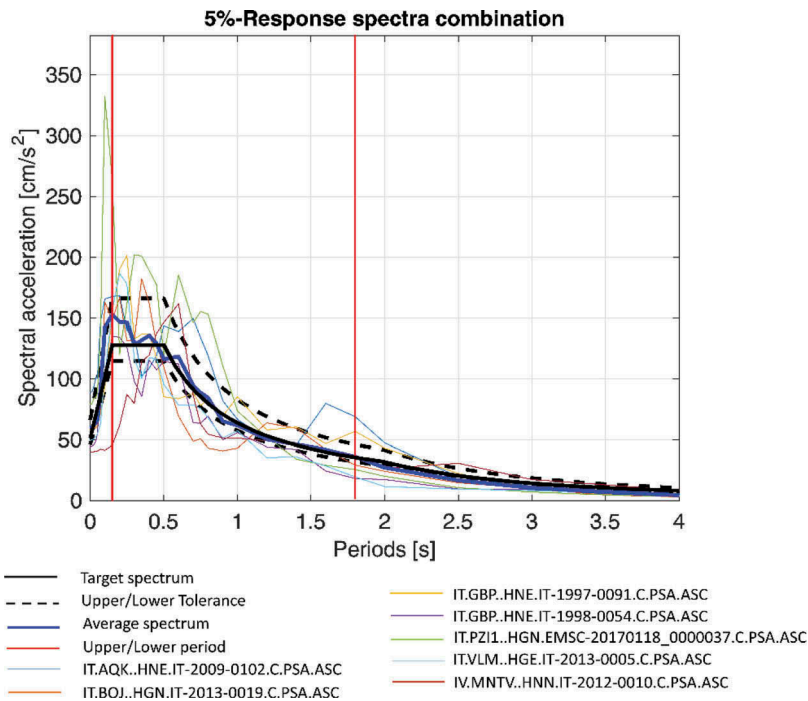 5%-Response spectra combination
Spectral acceleration [cm/s²]
350
300
250
200
150
100
50
0
0 0.5 1 1.5 2 2.5 3 3.5 4
Periods [s]
Target spectrum
Upper/Lower Tolerance
Average spectrum
Upper/Lower period
IT.AQK..HNE.IT-2009-0102.C.PSA.ASC
IT.BOJ..HGN.IT-2013-0019.C.PSA.ASC
IT.GBP..HNE.IT-1997-0091.C.PSA.ASC
IT.GBP..HNE.IT-1998-0054.C.PSA.ASC
IT.PZI1..HGN.EMSC-20170118_0000037.C.PSA.ASC
IT.VLM..HGE.IT-2013-0005.C.PSA.ASC
IV.MNTV..HNN.IT-2012-0010.C.PSA.ASC